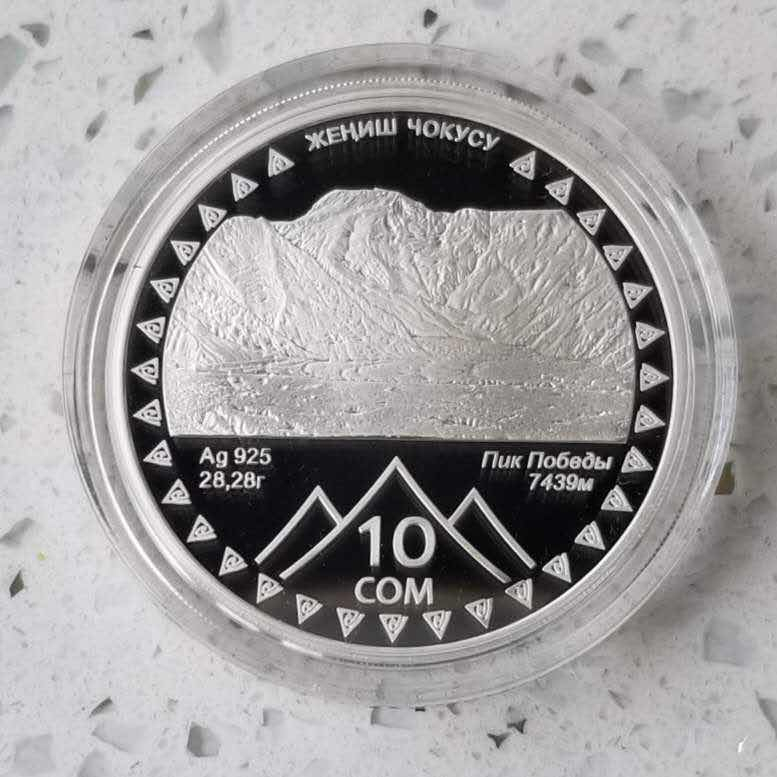 ЖЕҢИШ ЧОКУСУ
Ag 925
28,28г
Пик Победы
7439м
10
СОМ